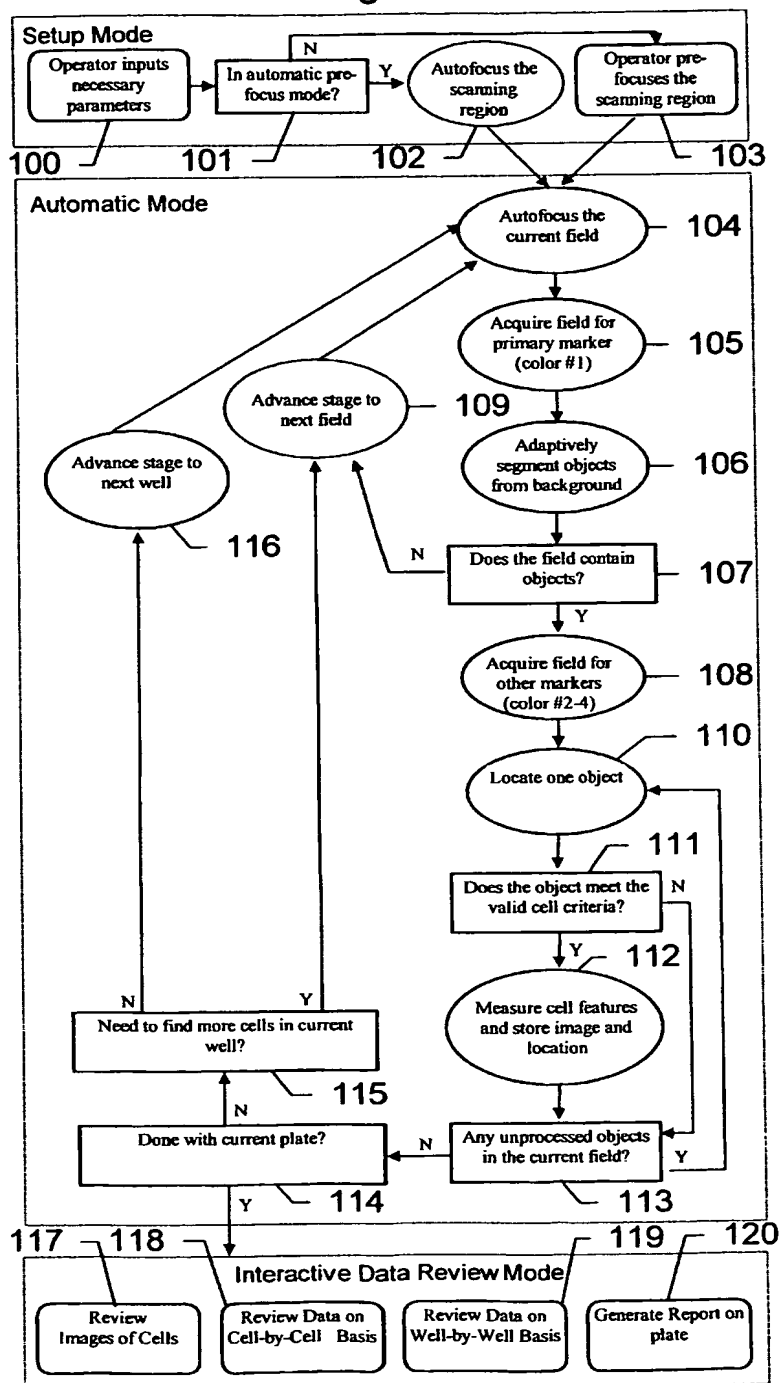 Setup Mode
Operator inputs
necessary
parameters
In automatic pre-
focus mode?
N
Y
Autofocus the
scanning
region
Operator pre-
focuses the
scanning region
100
101
102
103
Automatic Mode
Autofocus the
current field
104
Acquire field for
primary marker
(color #1)
105
Advance stage to
next field
109
Adaptively
segment objects
from background
106
Advance stage to
next well
116
N
Does the field contain
objects?
107
Y
Acquire field for
other markers
(color #2-4)
108
110
Locate one object
111
Does the object meet the
valid cell criteria?
N
Y
112
Measure cell features
and store image and
location
N
Y
Need to find more cells in current
well?
115
N
Done with current plate?
N
Any unprocessed objects
in the current field?
Y
Y
114
113
117
118
119
120
Interactive Data Review Mode
Review
Images of Cells
Review Data on
Cell-by-Cell Basis
Review Data on
Well-by-Well Basis
Generate Report on
plate